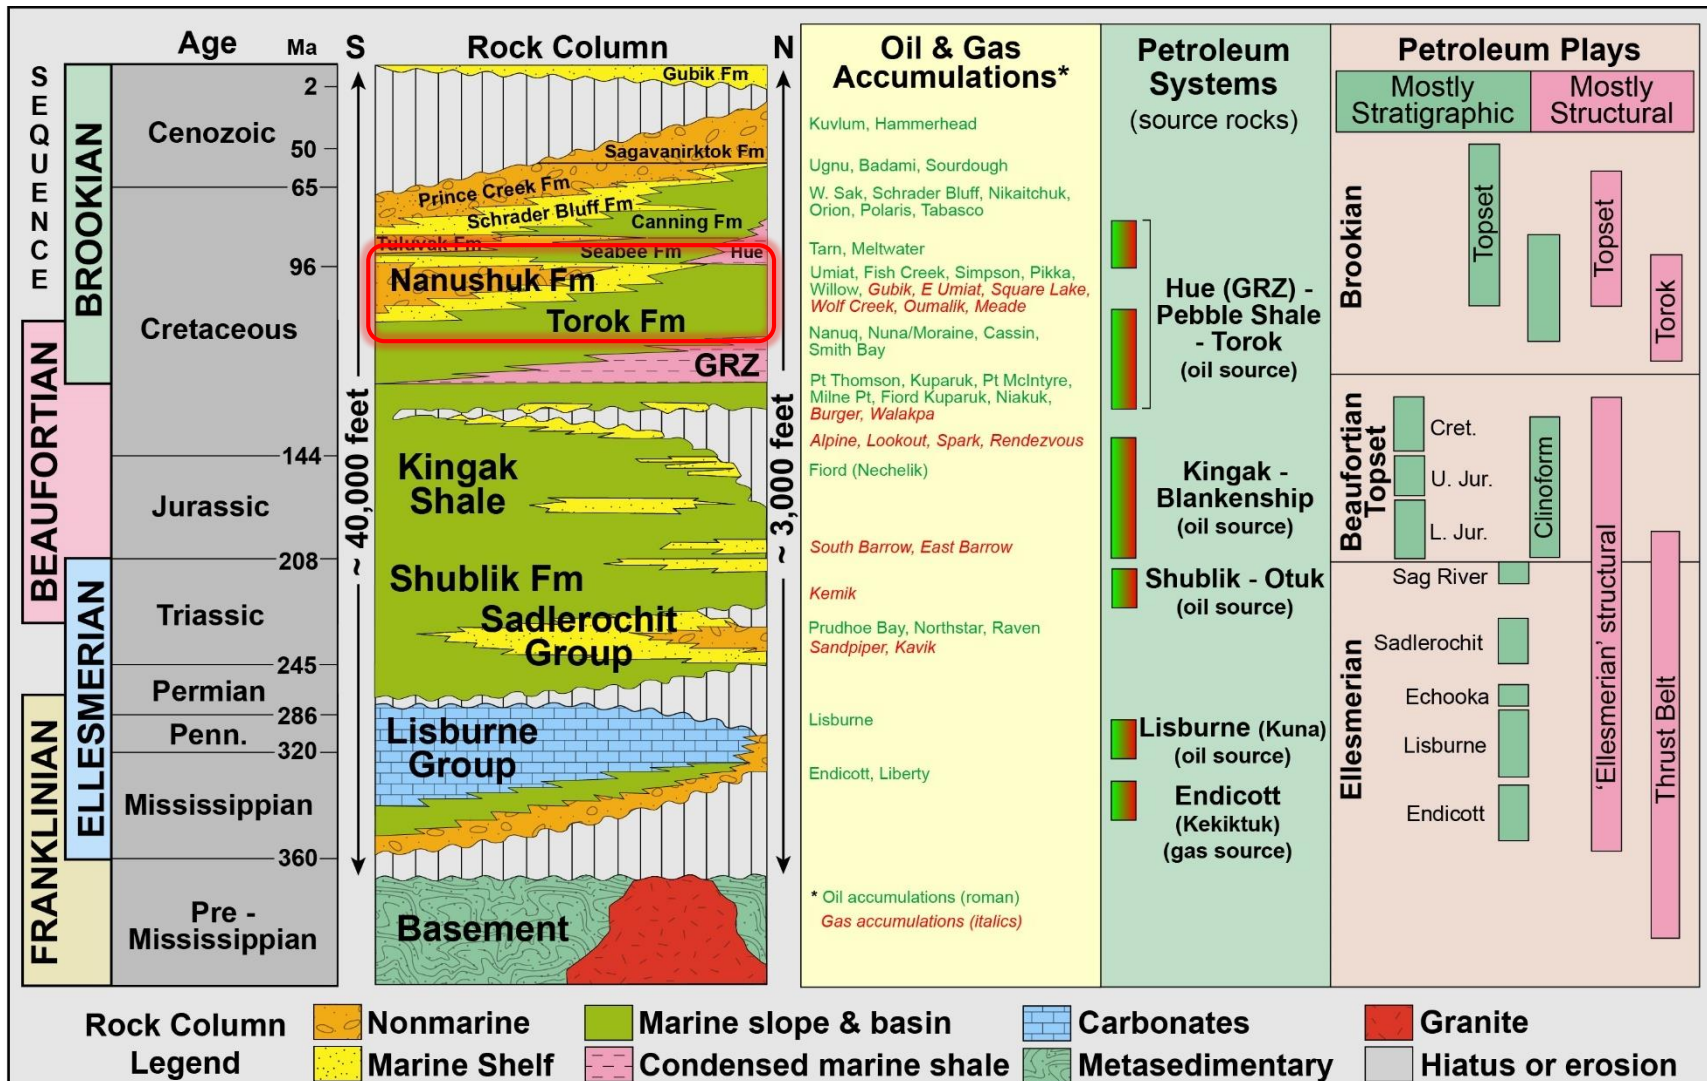 SEQUENCE
Age
Ma
S
Rock Column
N
Oil & Gas
Accumulations*
Petroleum
Systems
(source rocks)
Petroleum Plays
Mostly
Stratigraphic
Mostly
Structural
BROOKIAN
BEAUFORTIAN
ELLESMERIAN
FRANKLINIAN
Cenozoic
Cretaceous
Jurassic
Triassic
Permian
Penn.
Mississippian
Pre -
Mississippian
2
50
65
96
144
208
245
286
320
360
~ 40,000 feet
~ 3,000 feet
Gubik Fm
Sagavanirktok Fm
Prince Creek Fm
Schrader Bluff Fm
Canning Fm
Tuluvak Fm
Seabee Fm
Hue
Nanushuk Fm
Torok Fm
GRZ
Kingak
Shale
Shublik Fm
Sadlerochit
Group
Lisburne
Group
Basement
Kuvlum, Hammerhead
Ugnu, Badami, Sourdough
W. Sak, Schrader Bluff, Nikaitchuk,
Orion, Polaris, Tabasco
Tarn, Meltwater
Umiat, Fish Creek, Simpson, Pikka,
Willow, Gubik, E Umiat, Square Lake,
Wolf Creek, Oumalik, Meade
Nanuq, Nuna/Moraine, Cassin,
Smith Bay
Pt Thomson, Kuparuk, Pt McIntyre,
Milne Pt, Fiord Kuparuk, Niakuk,
Burger, Walakpa
Alpine, Lookout, Spark, Rendezvous
Fiord (Nechelik)
South Barrow, East Barrow
Kemik
Prudhoe Bay, Northstar, Raven
Sandpiper, Kavik
Lisburne
Endicott, Liberty
* Oil accumulations (roman)
Gas accumulations (italics)
Hue (GRZ) -
Pebble Shale
- Torok
(oil source)
Kingak -
Blankenship
(oil source)
Shublik - Otuk
(oil source)
Lisburne (Kuna)
(oil source)
Endicott
(Kekiktuk)
(gas source)
Brookian
Topset
Topset
Torok
Beaufortian
Topset
Cret.
U. Jur.
L. Jur.
Clinoform
Ellesmerian
Sag River
Sadlerochit
Echooka
Lisburne
Endicott
'Ellesmerian' structural
Thrust Belt
Rock Column
Legend
Nonmarine
Marine slope & basin
Carbonates
Granite
Marine Shelf
Condensed marine shale
Metasedimentary
Hiatus or erosion